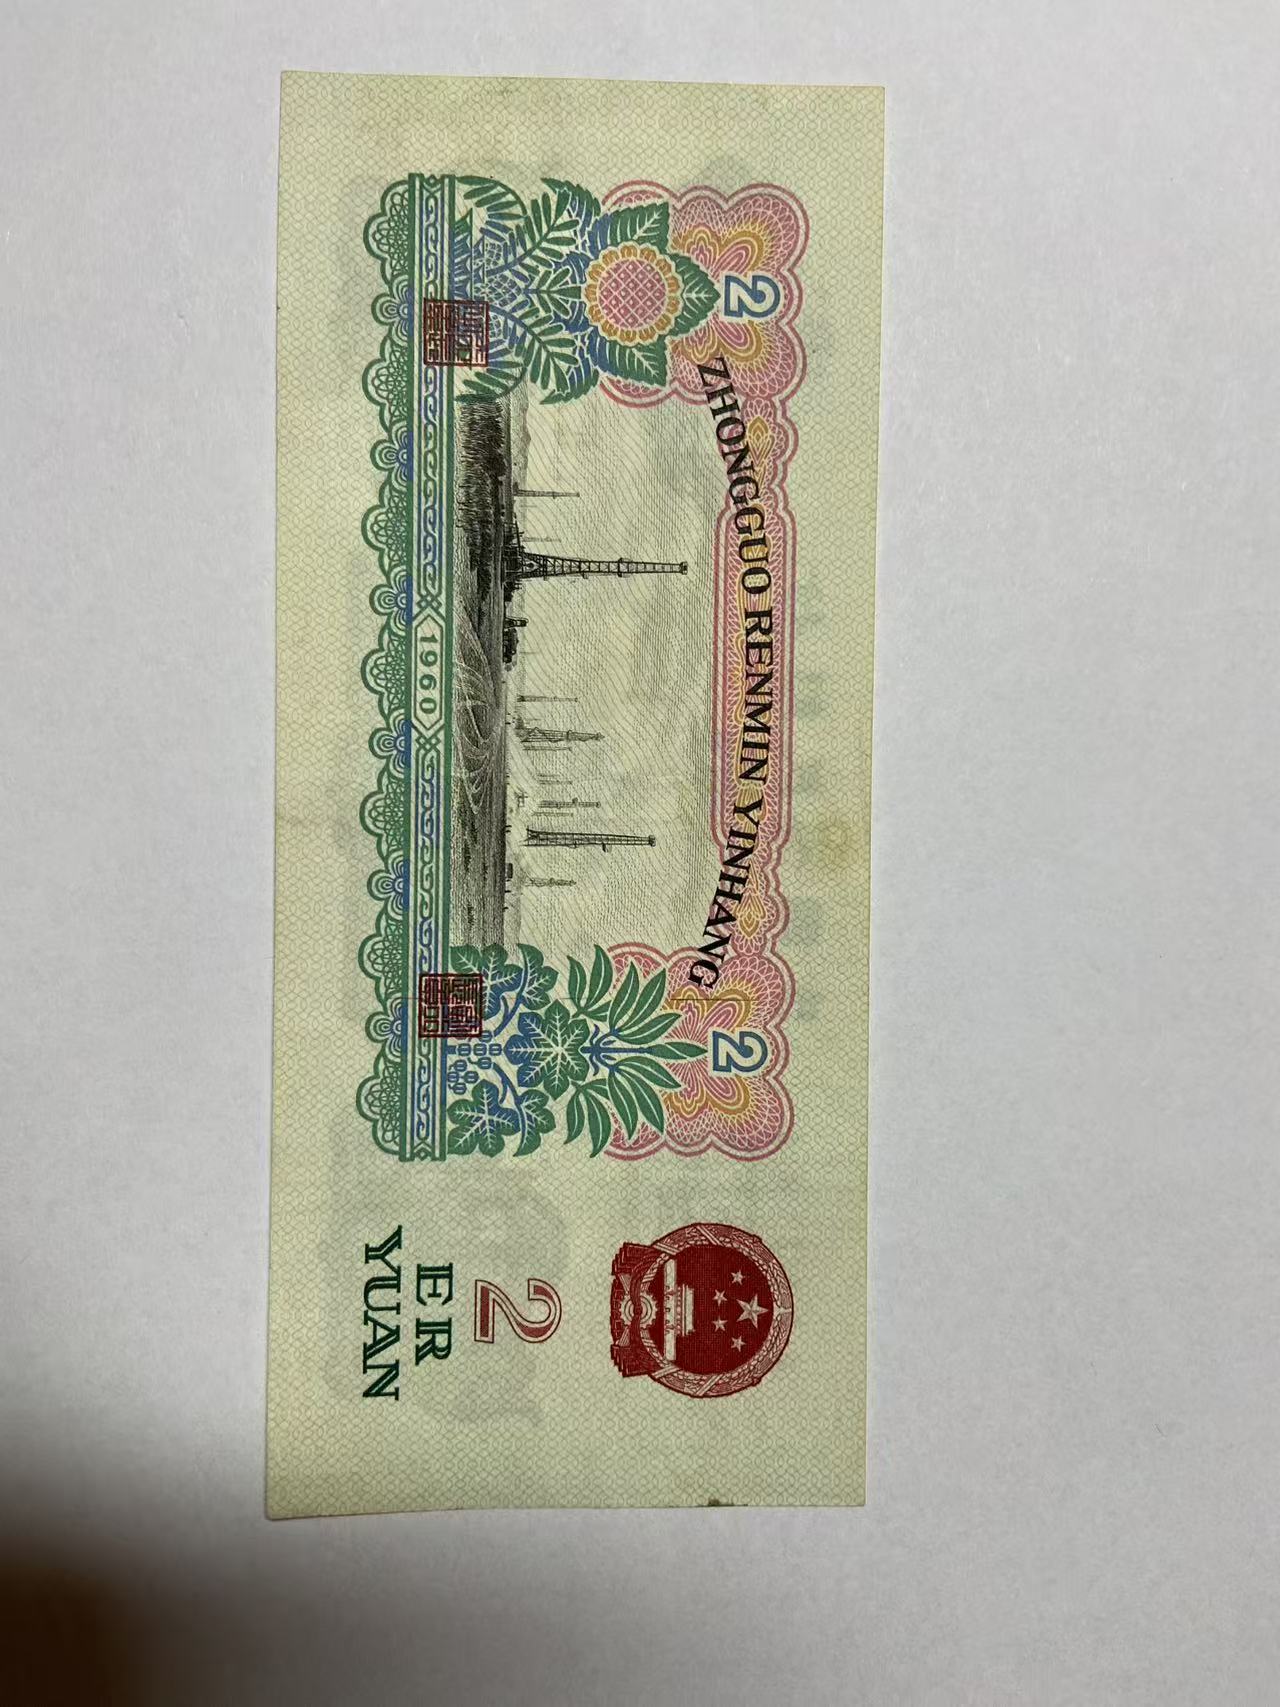 ZHONGGUO RENMIN YINHANG
2
2
1960
2
ER
YUAN